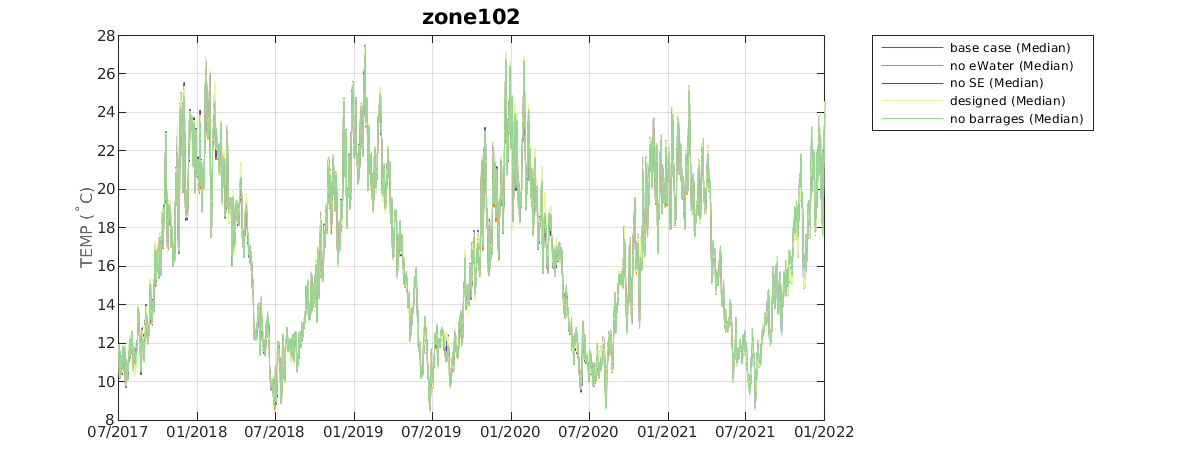 zone102
28
26
24
22
20
18
16
14
12
10
8
TEMP (°C)
07/2017 01/2018 07/2018 01/2019 07/2019 01/2020 07/2020 01/2021 07/2021 01/2022
base case (Median)
no eWater (Median)
no SE (Median)
designed (Median)
no barrages (Median)